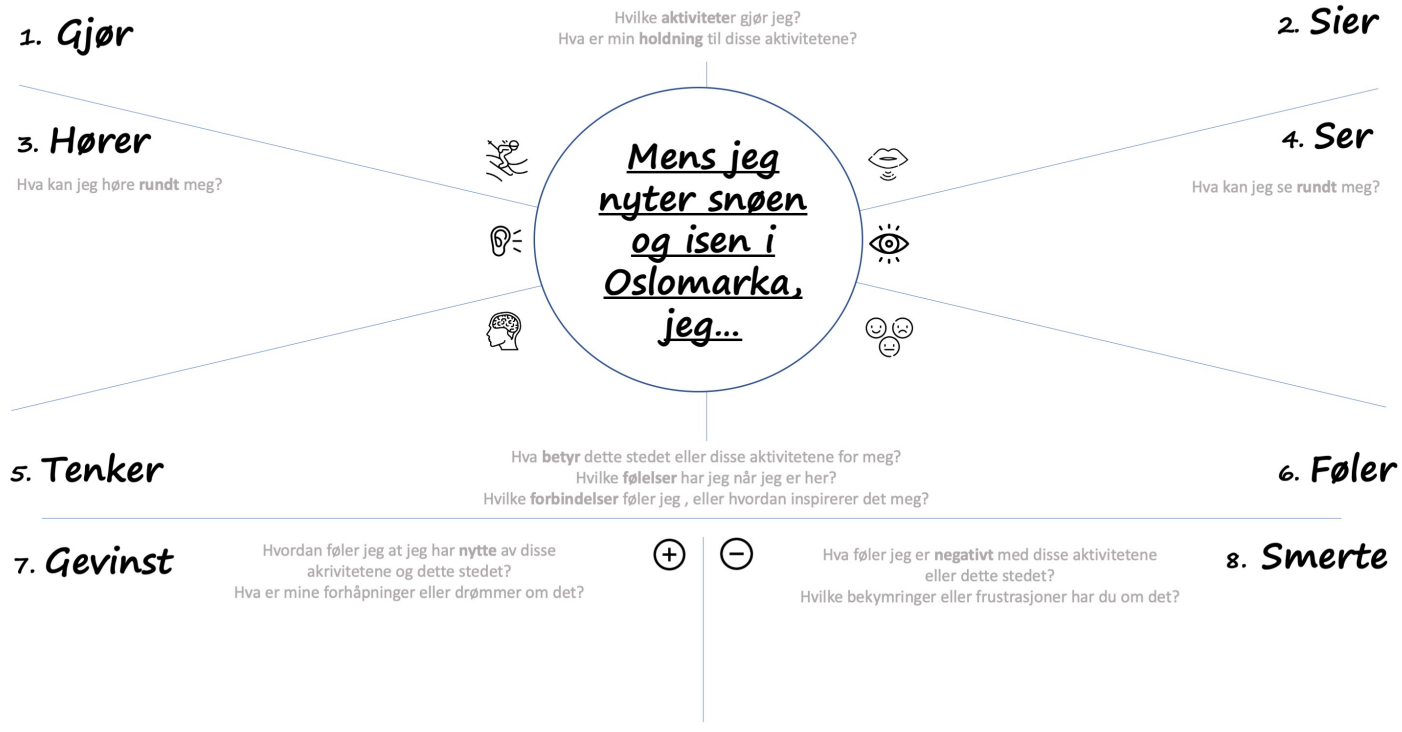 1. Gjør
Hvilke aktiviteter gjør jeg?
Hva er min holdning til disse aktivitetene?
2. Sier
3. Hører
Hva kan jeg høre rundt meg?
4. Ser
Hva kan jeg se rundt meg?
Mens jeg
nyter snøen
og isen i
Oslomarka,
jeg...
5. Tenker
Hva betyr dette stedet eller disse aktivitetene for meg?
Hvilke følelser har jeg når jeg er her?
Hvilke forbindelser føler jeg , eller hvordan inspirerer det meg?
6. Føler
7. Gevinst
Hvordan føler jeg at jeg har nytte av disse
akrivitetene og dette stedet?
Hva er mine forhåpninger eller drømmer om det?
Hva føler jeg er negativt med disse aktivitetene
eller dette stedet?
Hvilke bekymringer eller frustrasjoner har du om det?
8. Smerte